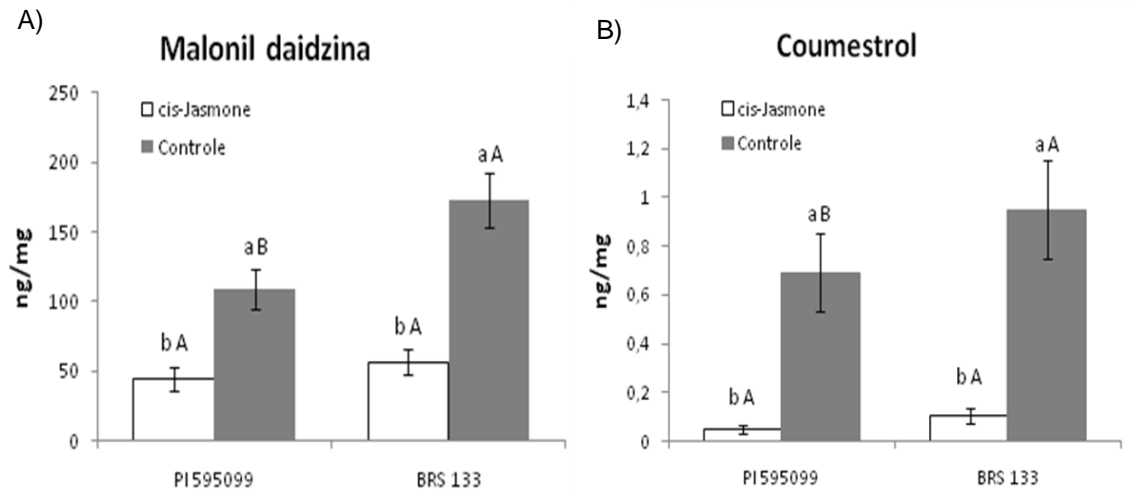 A)
Malonil daidzina
250
200
150
100
50
0
ng/mg
cis-Jasmone
Controle
b A
a B
b A
a A
PI 595099
BRS 133
B)
Coumestrol
1,4
1,2
1
0,8
0,6
0,4
0,2
0
ng/mg
cis-Jasmone
Controle
b A
a B
b A
a A
PI 595099
BRS 133